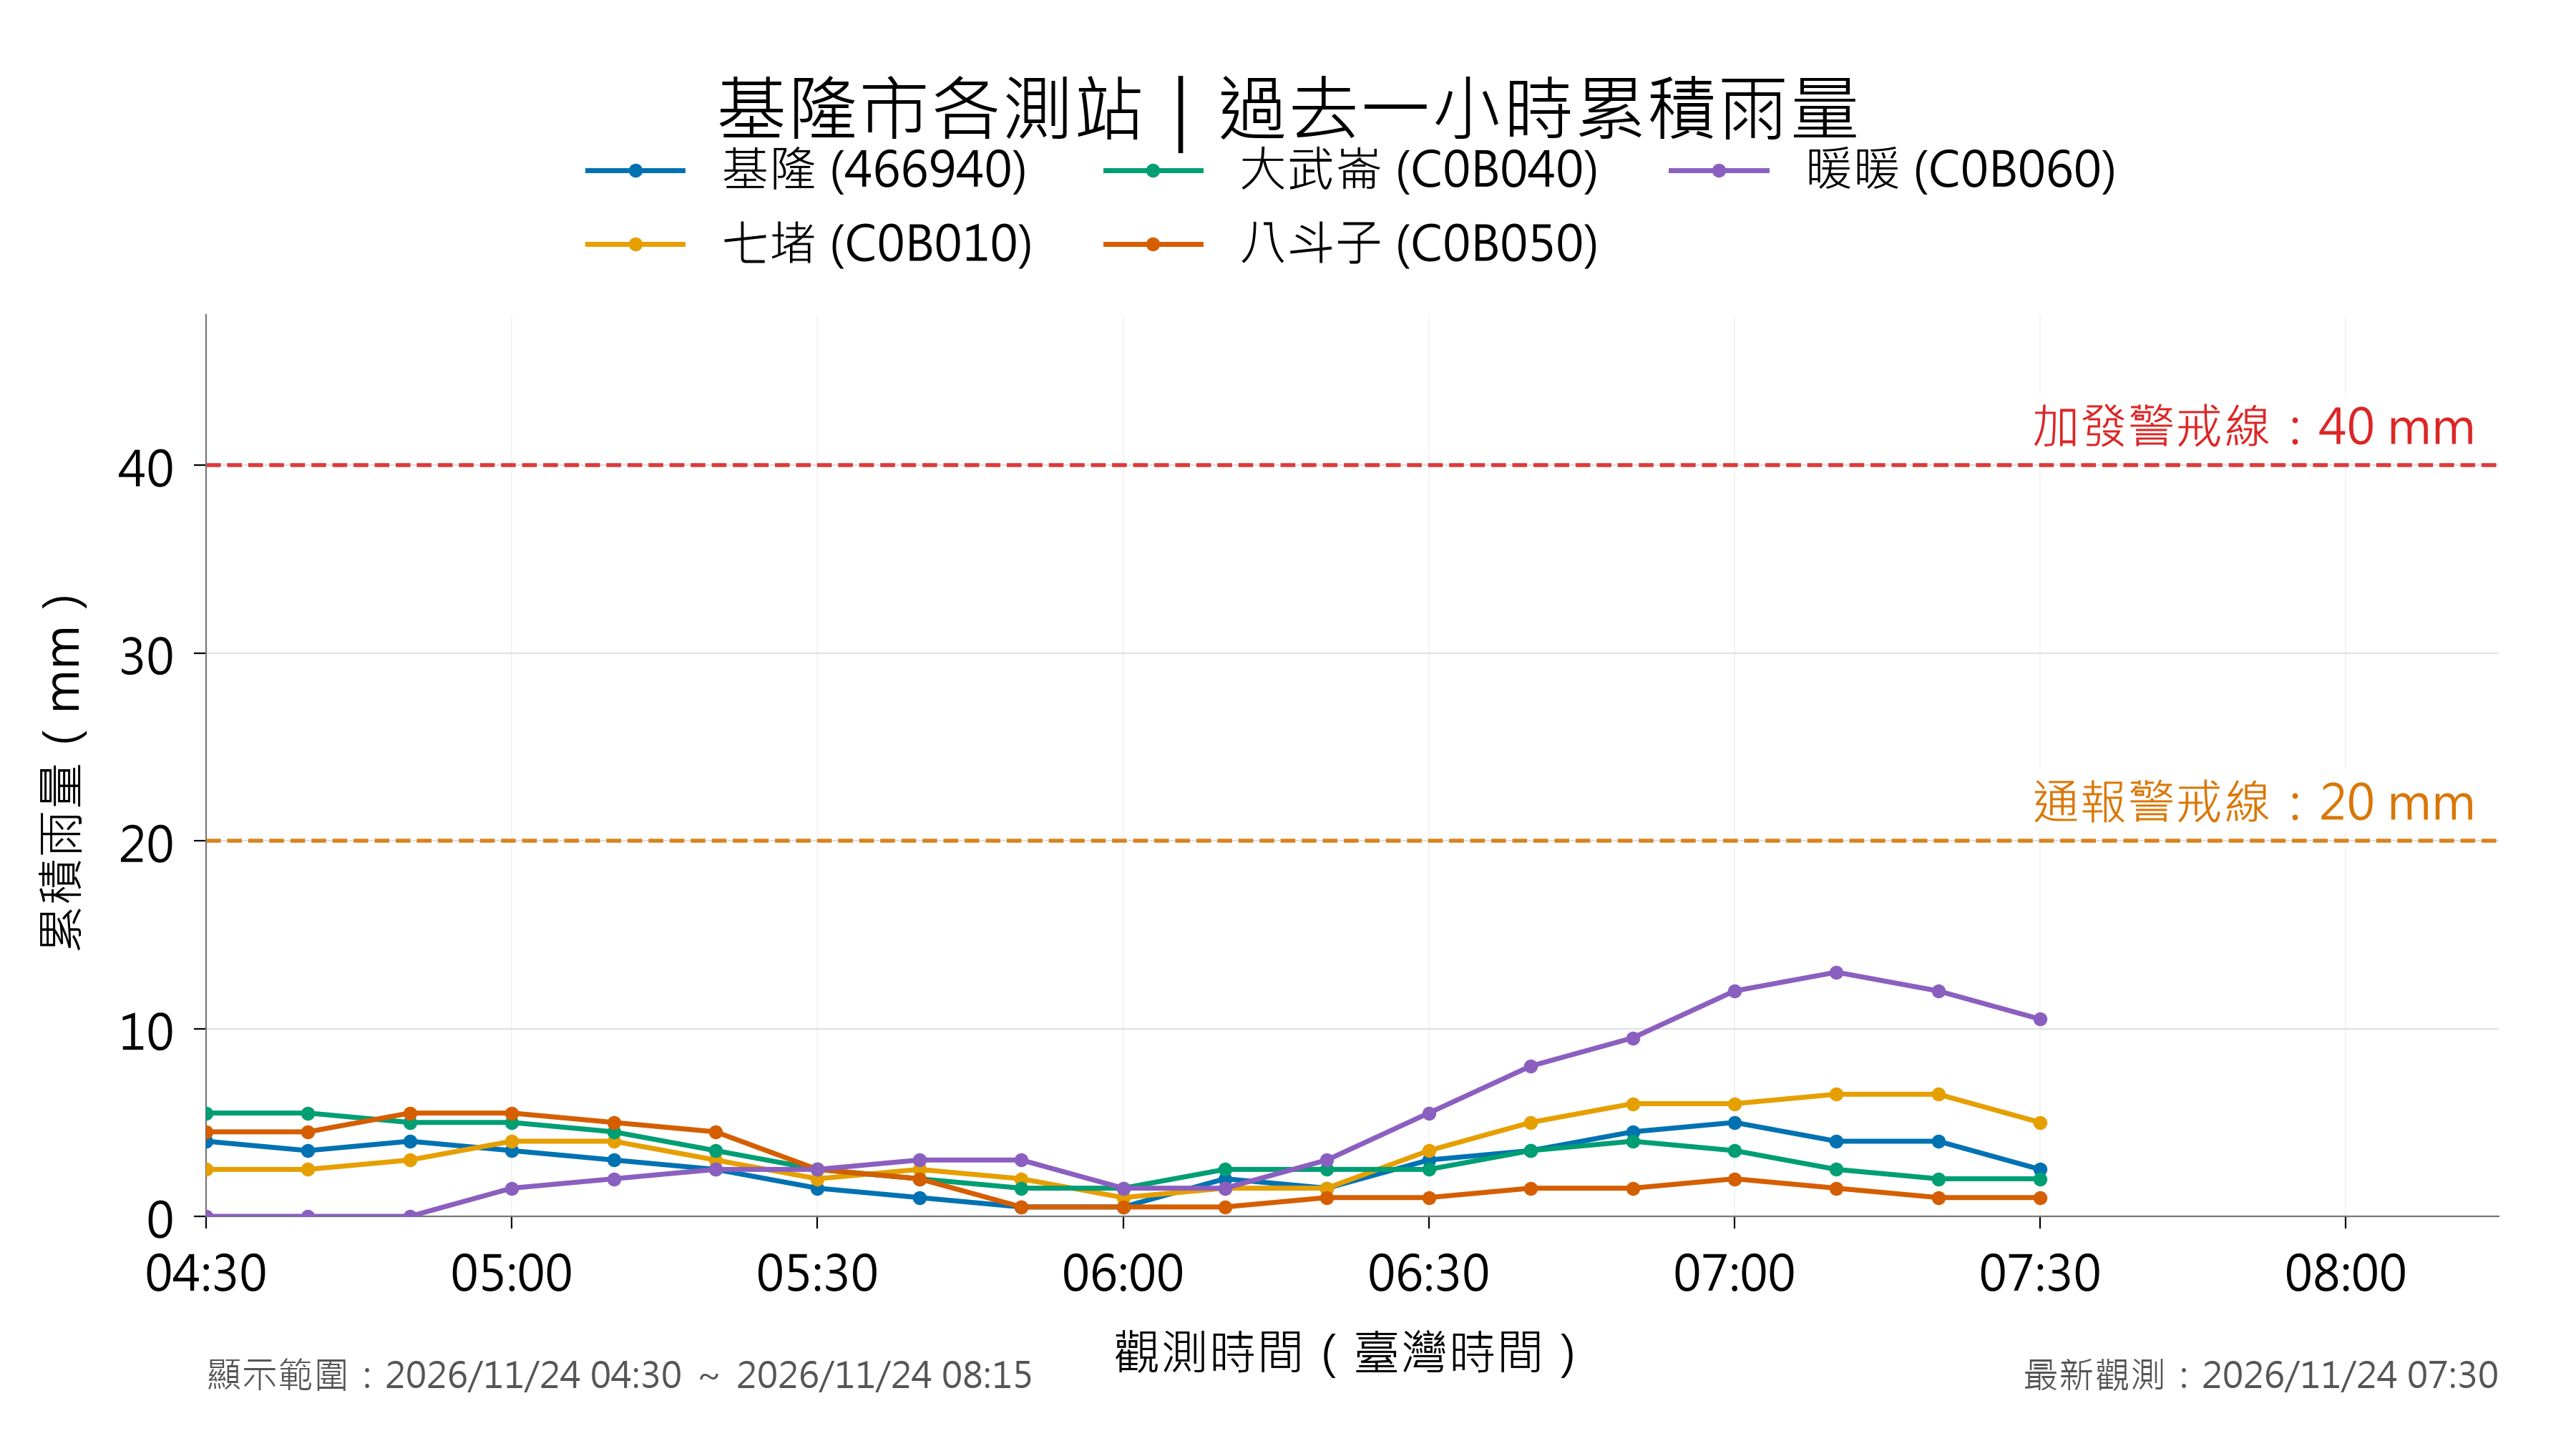 基隆市各測站｜過去一小時累積雨量
基隆 (466940) 大武崙 (C0B040) 暖暖 (C0B060)
七堵 (C0B010) 八斗子 (C0B050)
加發警戒線：40 mm
通報警戒線：20 mm
累積雨量（mm）
40
30
20
10
0
04:30 05:00 05:30 06:00 06:30 07:00 07:30 08:00
觀測時間（臺灣時間）
顯示範圍：2026/11/24 04:30 ~ 2026/11/24 08:15
最新觀測：2026/11/24 07:30